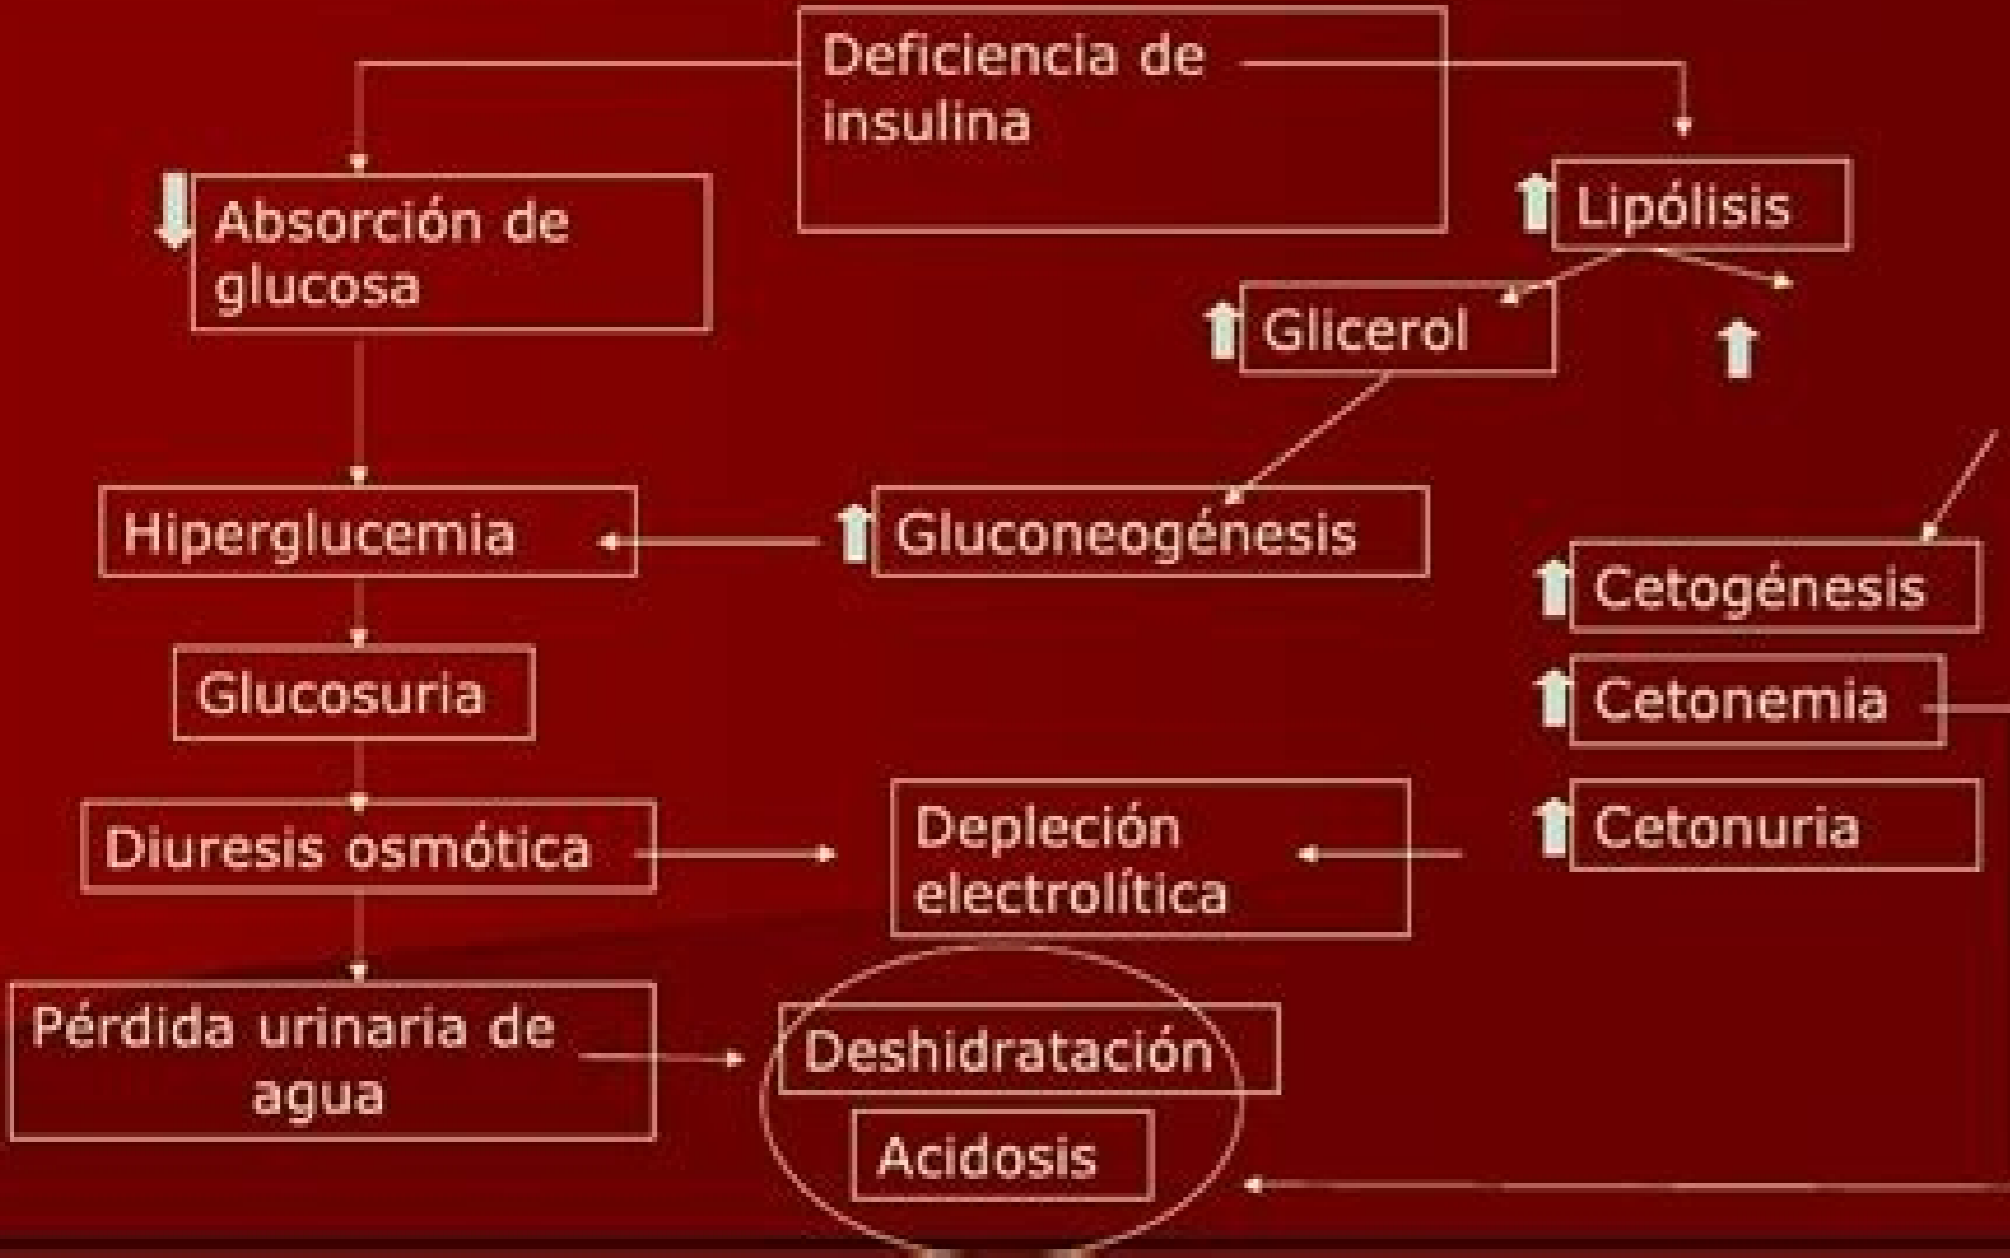 Deficiencia de
insulina
Absorción de
glucosa
Lipólisis
Glicerol
Hiperglucemia
Gluconeogénesis
Cetogénesis
Glucosuria
Cetonemia
Diuresis osmótica
Depleción
electrolítica
Cetonuria
Pérdida urinaria de
agua
Deshidratación
Acidosis